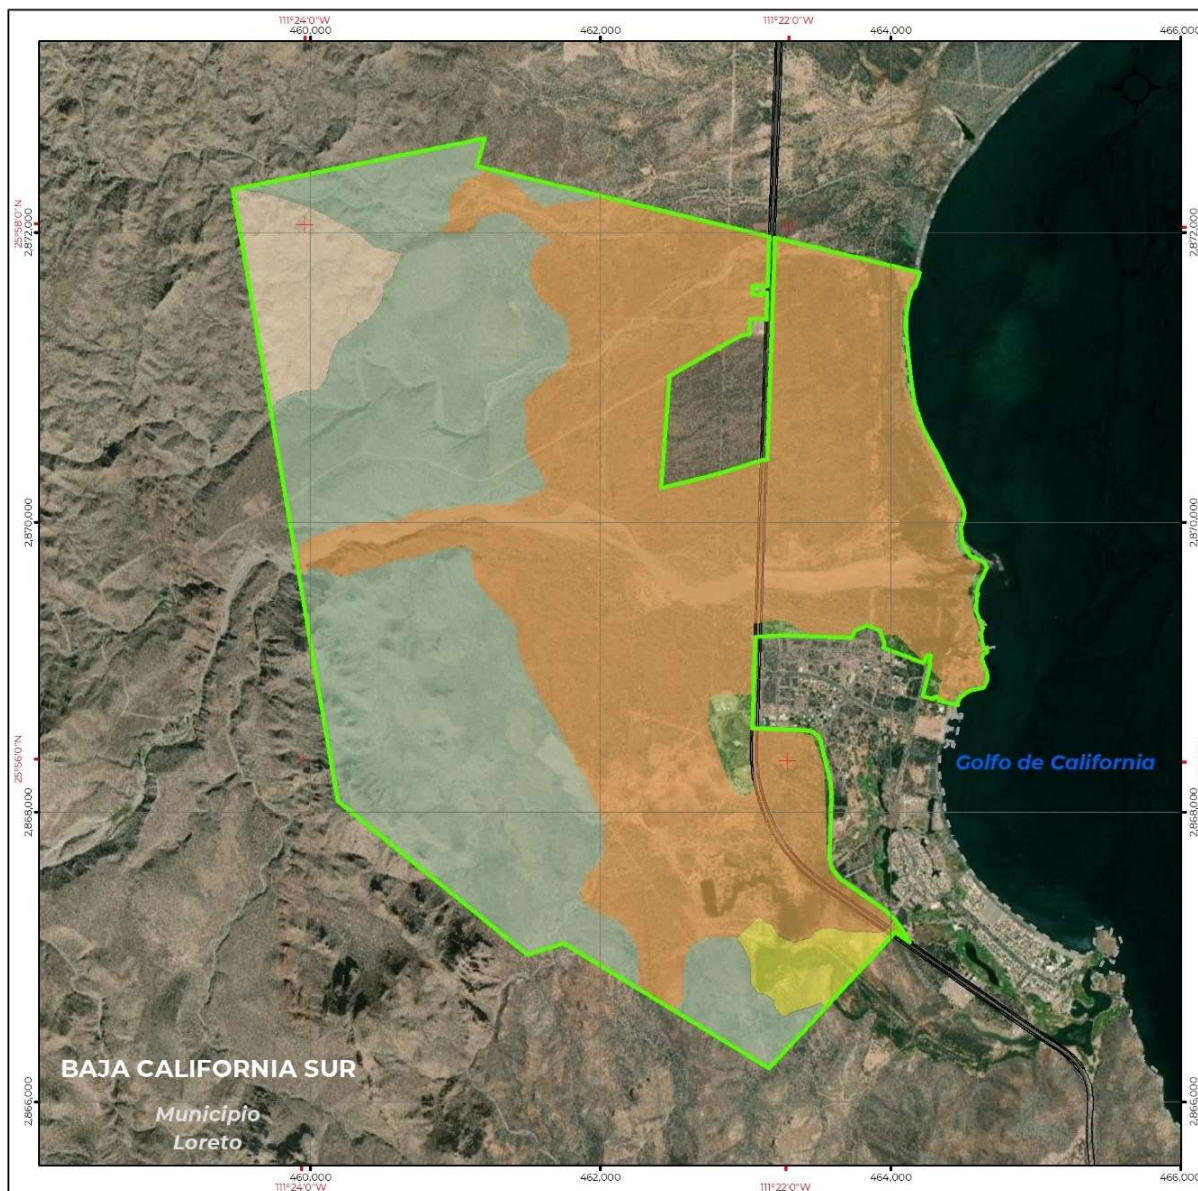 111°24'0"W 111°22'0"W
460,000 462,000 464,000 466,000
25°58'0"N
2,872,000 2,872,000
2,870,000 2,870,000
25°56'0"N
Golfo de California
2,868,000 2,868,000
BAJA CALIFORNIA SUR
2,866,000 2,866,000
Municipio
Loreto
460,000 462,000 464,000 466,000
111°24'0"W 111°22'0"W